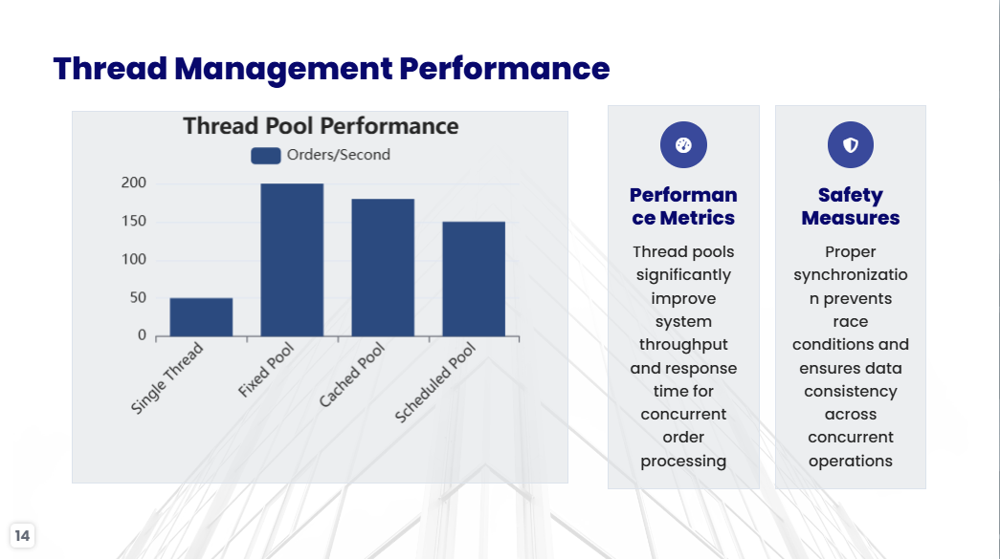 Thread Management Performance
Thread Pool Performance
Orders/Second
200
150
100
50
0
Single Thread
Fixed Pool
Cached Pool
Scheduled Pool
Performan
ce Metrics
Thread pools
significantly
improve
system
throughput
and response
time for
concurrent
order
processing
Safety
Measures
Proper
synchronizatio
n prevents
race
conditions and
ensures data
consistency
across
concurrent
operations
14